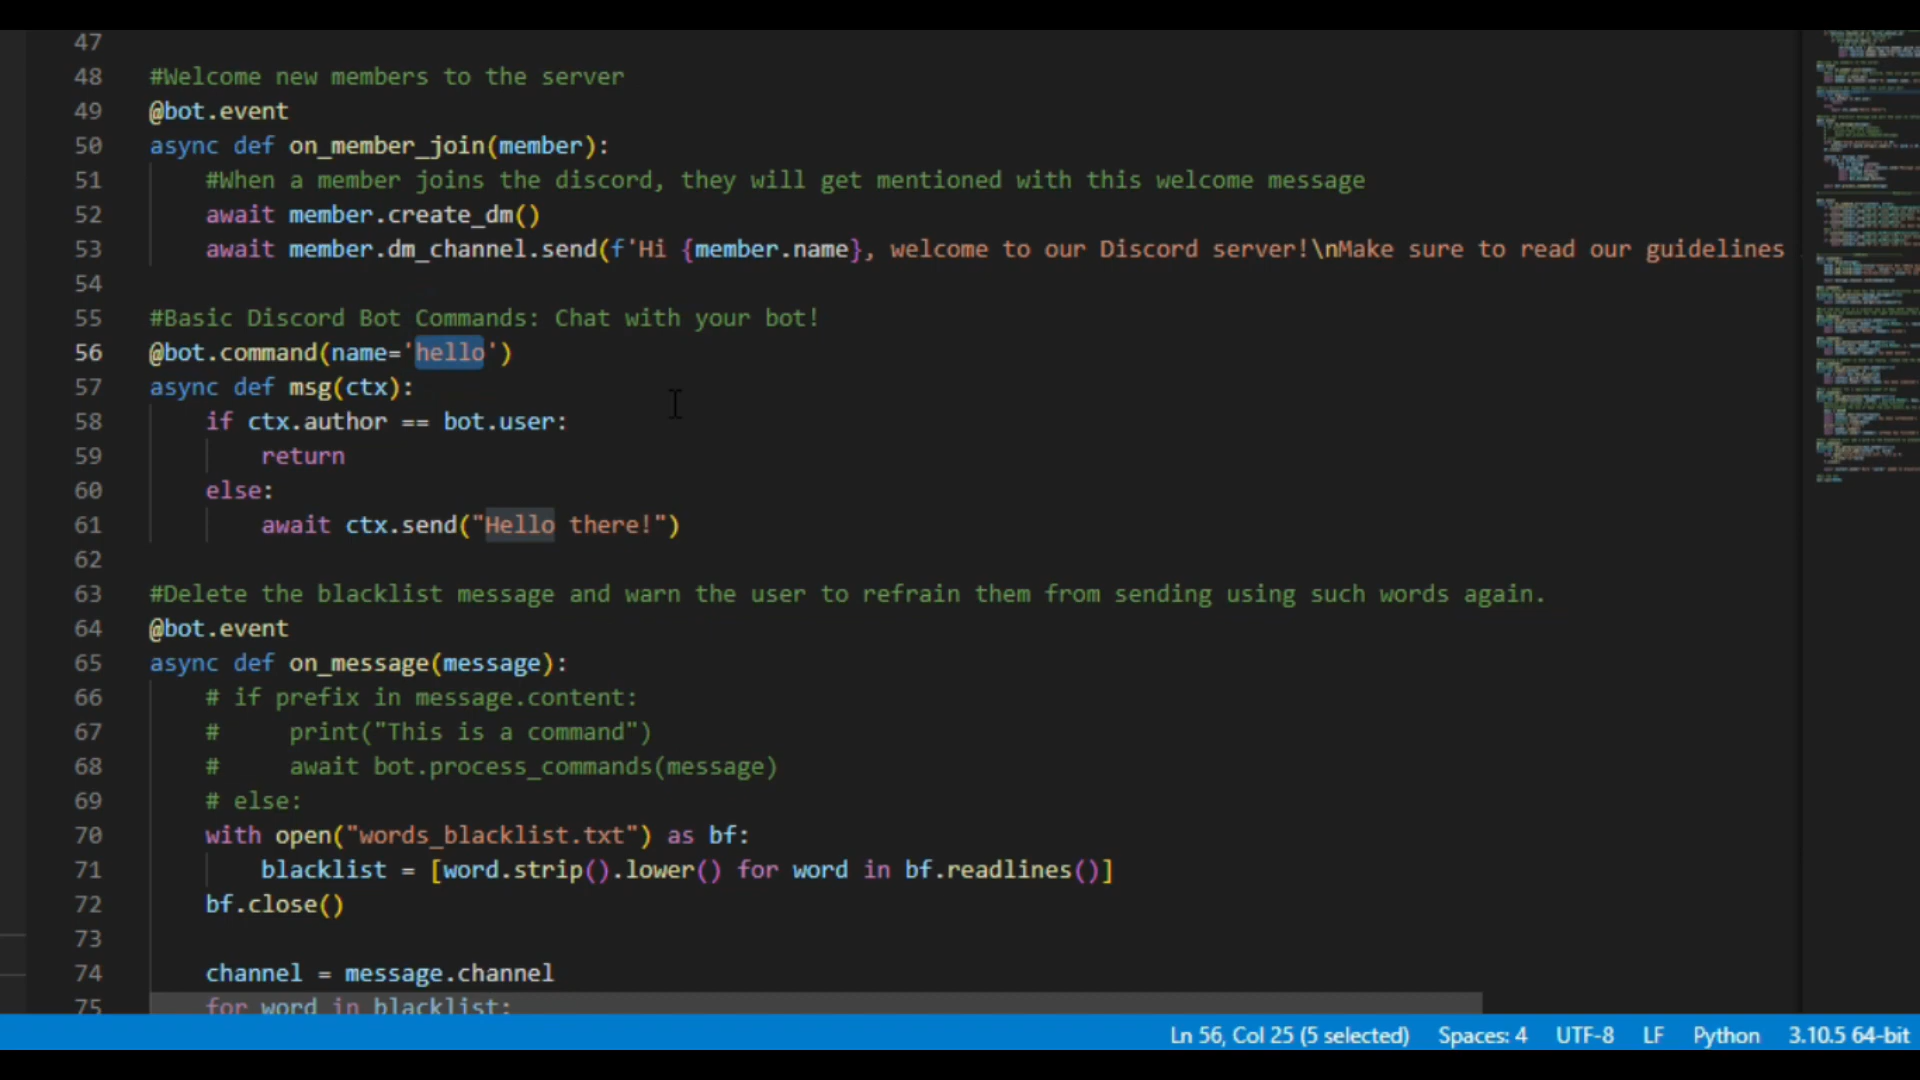 47
48 #Welcome new members to the server
49 @bot.event
50 async def on_member_join(member):
51     #When a member joins the discord, they will get mentioned with this welcome message
52     await member.create_dm()
53     await member.dm_channel.send(f'Hi {member.name}, welcome to our Discord server!\nMake sure to read our guidelines
54
55 #Basic Discord Bot Commands: Chat with your bot!
56 @bot.command(name='hello')
57 async def msg(ctx):
58     if ctx.author == bot.user:
59         return
60     else:
61         await ctx.send("Hello there!")
62
63 #Delete the blacklist message and warn the user to refrain them from sending using such words again.
64 @bot.event
65 async def on_message(message):
66     # if prefix in message.content:
67     #     print("This is a command")
68     #     await bot.process_commands(message)
69     # else:
70     with open("words_blacklist.txt") as bf:
71         blacklist = [word.strip().lower() for word in bf.readlines()]
72     bf.close()
73
74     channel = message.channel
75     for word in blacklist:
Ln 56, Col 25 (5 selected) Spaces: 4 UTF-8 LF Python 3.10.5 64-bit